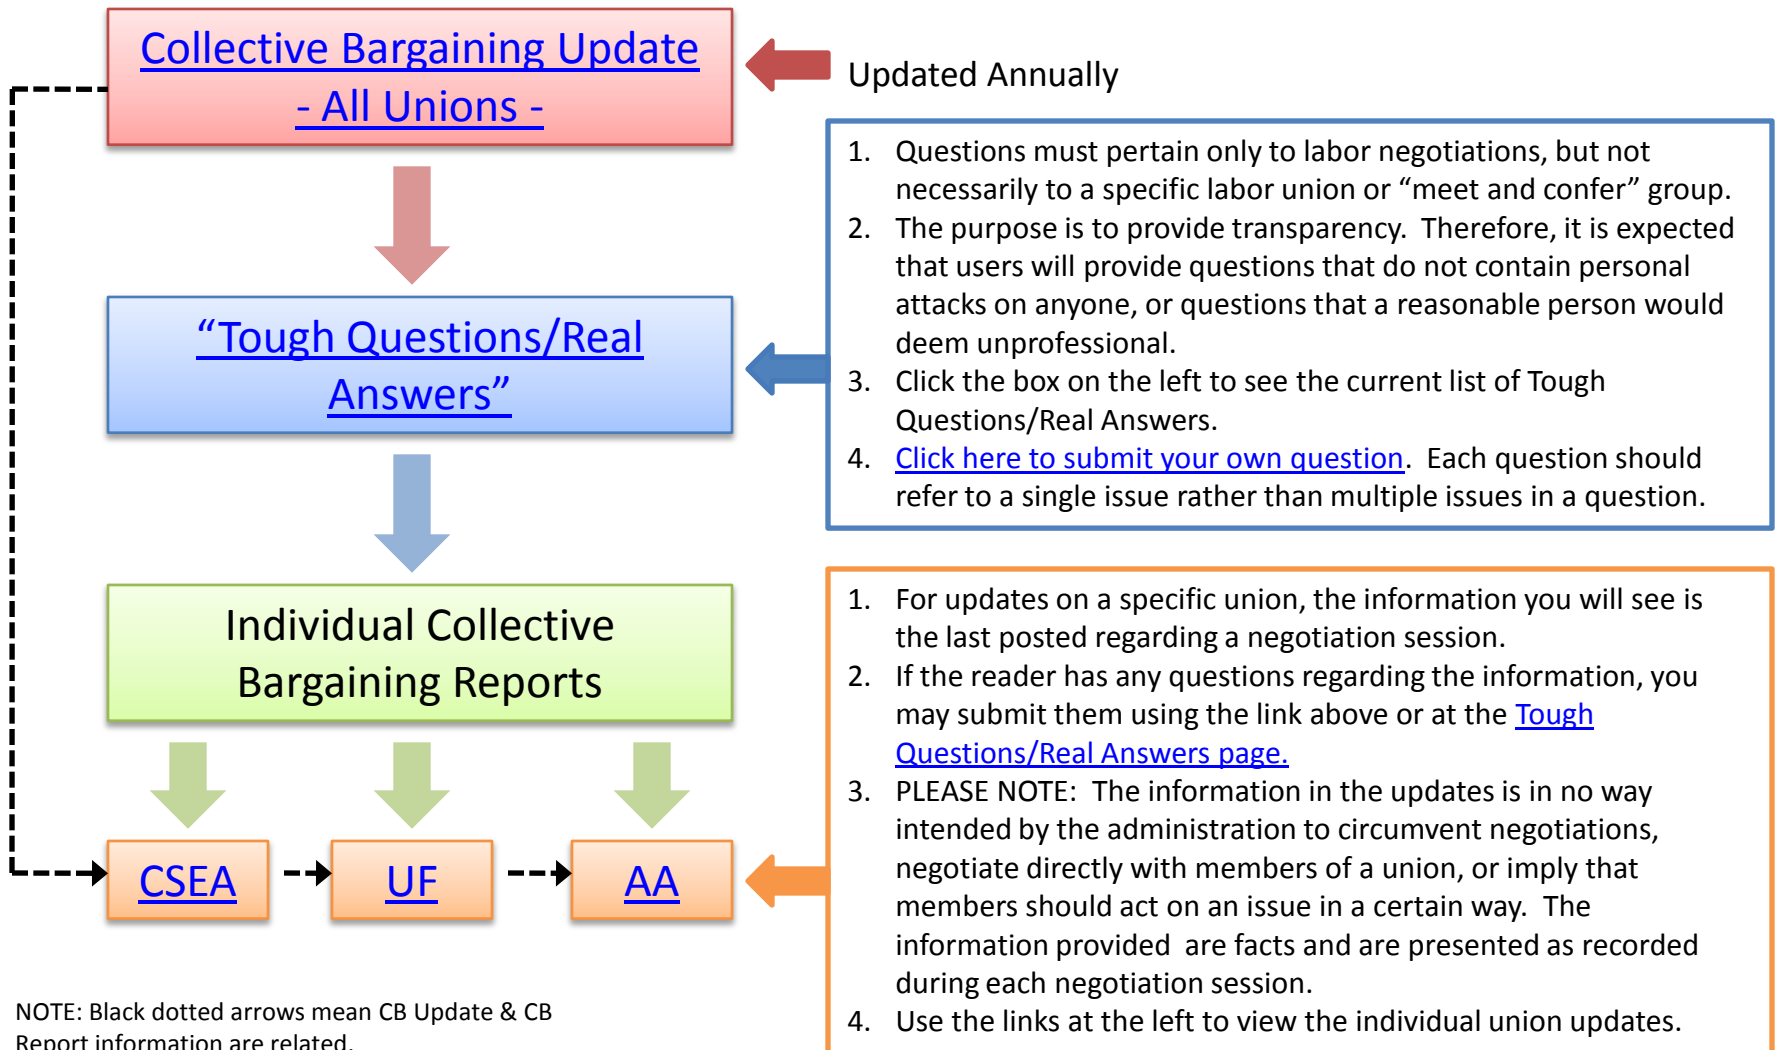 Collective Bargaining Update
- All Unions -
Updated Annually
“Tough Questions/Real
Answers”
1. Questions must pertain only to labor negotiations, but not
necessarily to a specific labor union or “meet and confer” group.
2. The purpose is to provide transparency.  Therefore, it is expected
that users will provide questions that do not contain personal
attacks on anyone, or questions that a reasonable person would
deem unprofessional.
3. Click the box on the left to see the current list of Tough
Questions/Real Answers.
4. Click here to submit your own question.  Each question should
refer to a single issue rather than multiple issues in a question.
Individual Collective
Bargaining Reports
CSEA
UF
AA
1. For updates on a specific union, the information you will see is
the last posted regarding a negotiation session.
2. If the reader has any questions regarding the information, you
may submit them using the link above or at the Tough
Questions/Real Answers page.
3. PLEASE NOTE:  The information in the updates is in no way
intended by the administration to circumvent negotiations,
negotiate directly with members of a union, or imply that
members should act on an issue in a certain way.  The
information provided  are facts and are presented as recorded
during each negotiation session.
4. Use the links at the left to view the individual union updates.
NOTE: Black dotted arrows mean CB Update & CB
Report information are related.